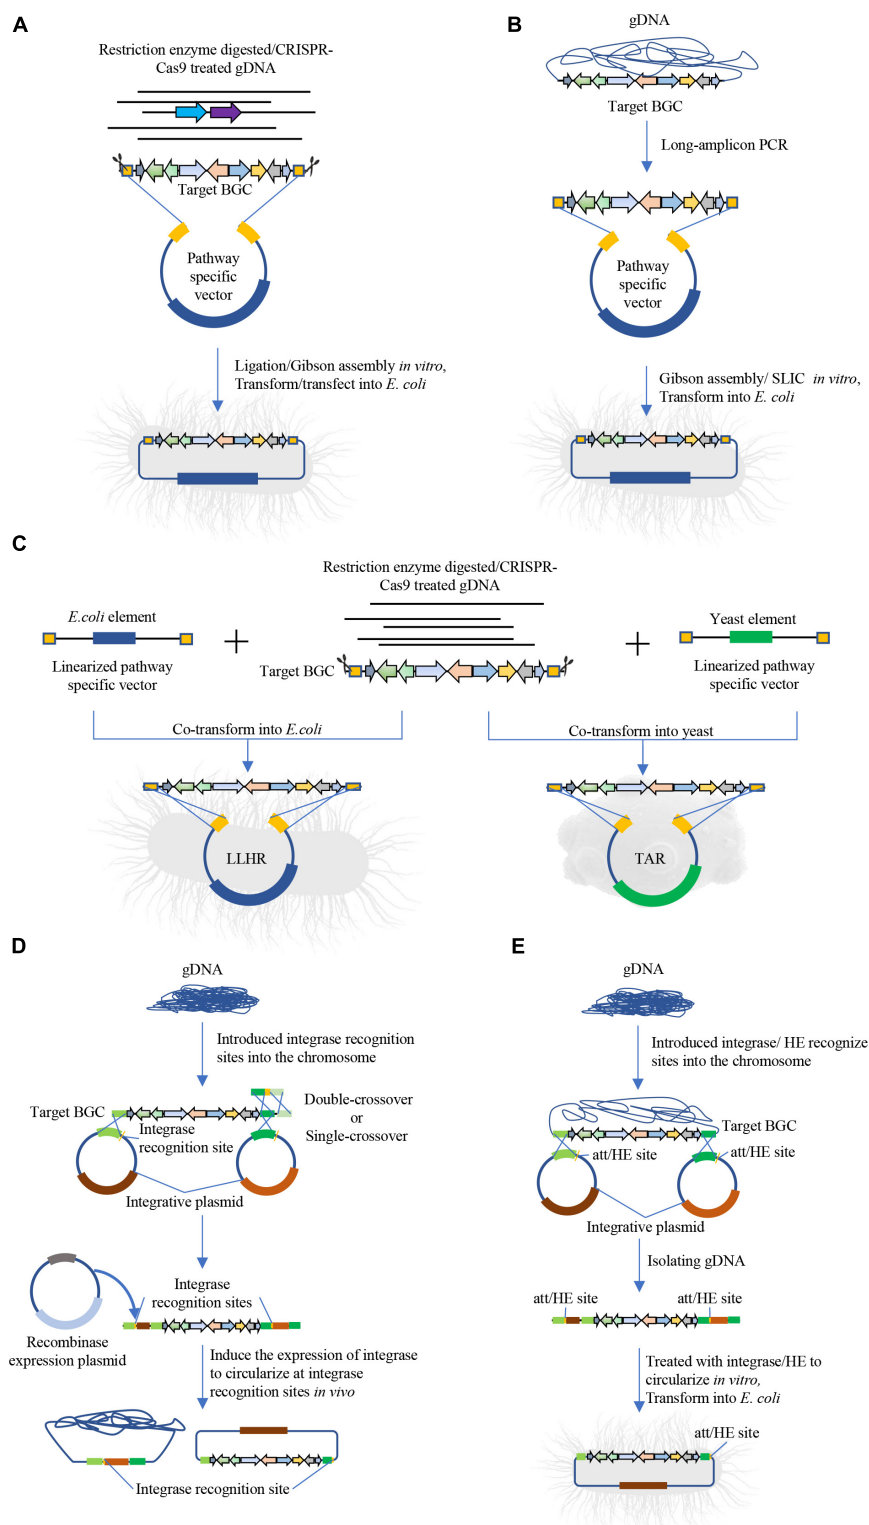 A
Restriction enzyme digested/CRISPR-
Cas9 treated gDNA
Target BGC
Pathway
specific
vector
Ligation/Gibson assembly in vitro,
Transform/transfect into E. coli
B
gDNA
Target BGC
Long-amplicon PCR
Pathway
specific
vector
Gibson assembly/ SLIC in vitro,
Transform into E. coli
C
Restriction enzyme digested/CRISPR-
Cas9 treated gDNA
E.coli element
Linearized pathway
specific vector
+
Target BGC
+
Yeast element
Linearized pathway
specific vector
Co-transform into E.coli
Co-transform into yeast
LLHR
TAR
D
gDNA
Introduced integrase recognition
sites into the chromosome
Target BGC
Integrase
recognition site
Double-crossover
or
Single-crossover
Integrative plasmid
Integrase
recognition sites
Recombinase
expression plasmid
Induce the expression of integrase
to circularize at integrase
recognition sites in vivo
Integrase recognition site
E
gDNA
Introduced integrase/ HE recognize
sites into the chromosome
Target BGC
att/HE site
att/HE site
Integrative plasmid
Isolating gDNA
att/HE site
att/HE site
Treated with integrase/HE to
circularize in vitro,
Transform into E. coli
att/HE site